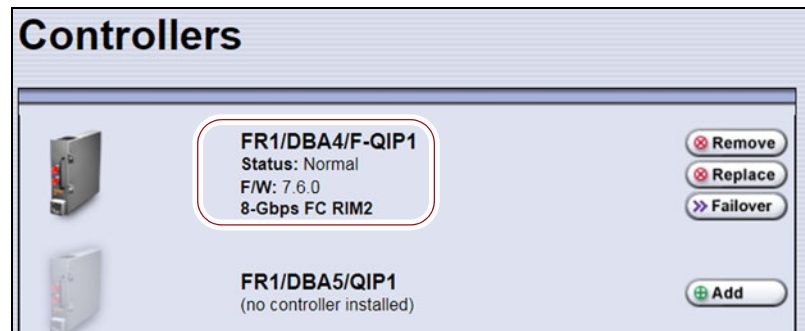 Controllers
FR1/DBA4/F-QIP1
Status: Normal
F/W: 7.6.0
8-Gbps FC RIM2
Remove
Replace
Failover
FR1/DBA5/QIP1
(no controller installed)
Add